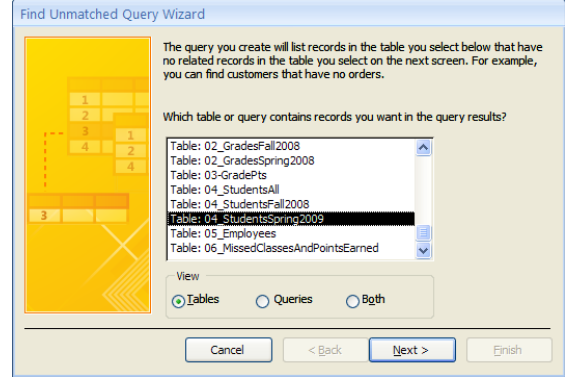 Find Unmatched Query Wizard
The query you create will list records in the table you select below that have
no related records in the table you select on the next screen. For example,
you can find customers that have no orders.
1
2
3
4
1
2
4
3
Which table or query contains records you want in the query results?
Table: 02_GradesFall2008
Table: 02_GradesSpring2008
Table: 03-GradePts
Table: 04_StudentsAll
Table: 04_StudentsFall2008
Table: 04_StudentsSpring2009
Table: 05_Employees
Table: 06_MissedClassesAndPointsEarned
View
Tables Queries Both
Cancel < Back Next > Finish